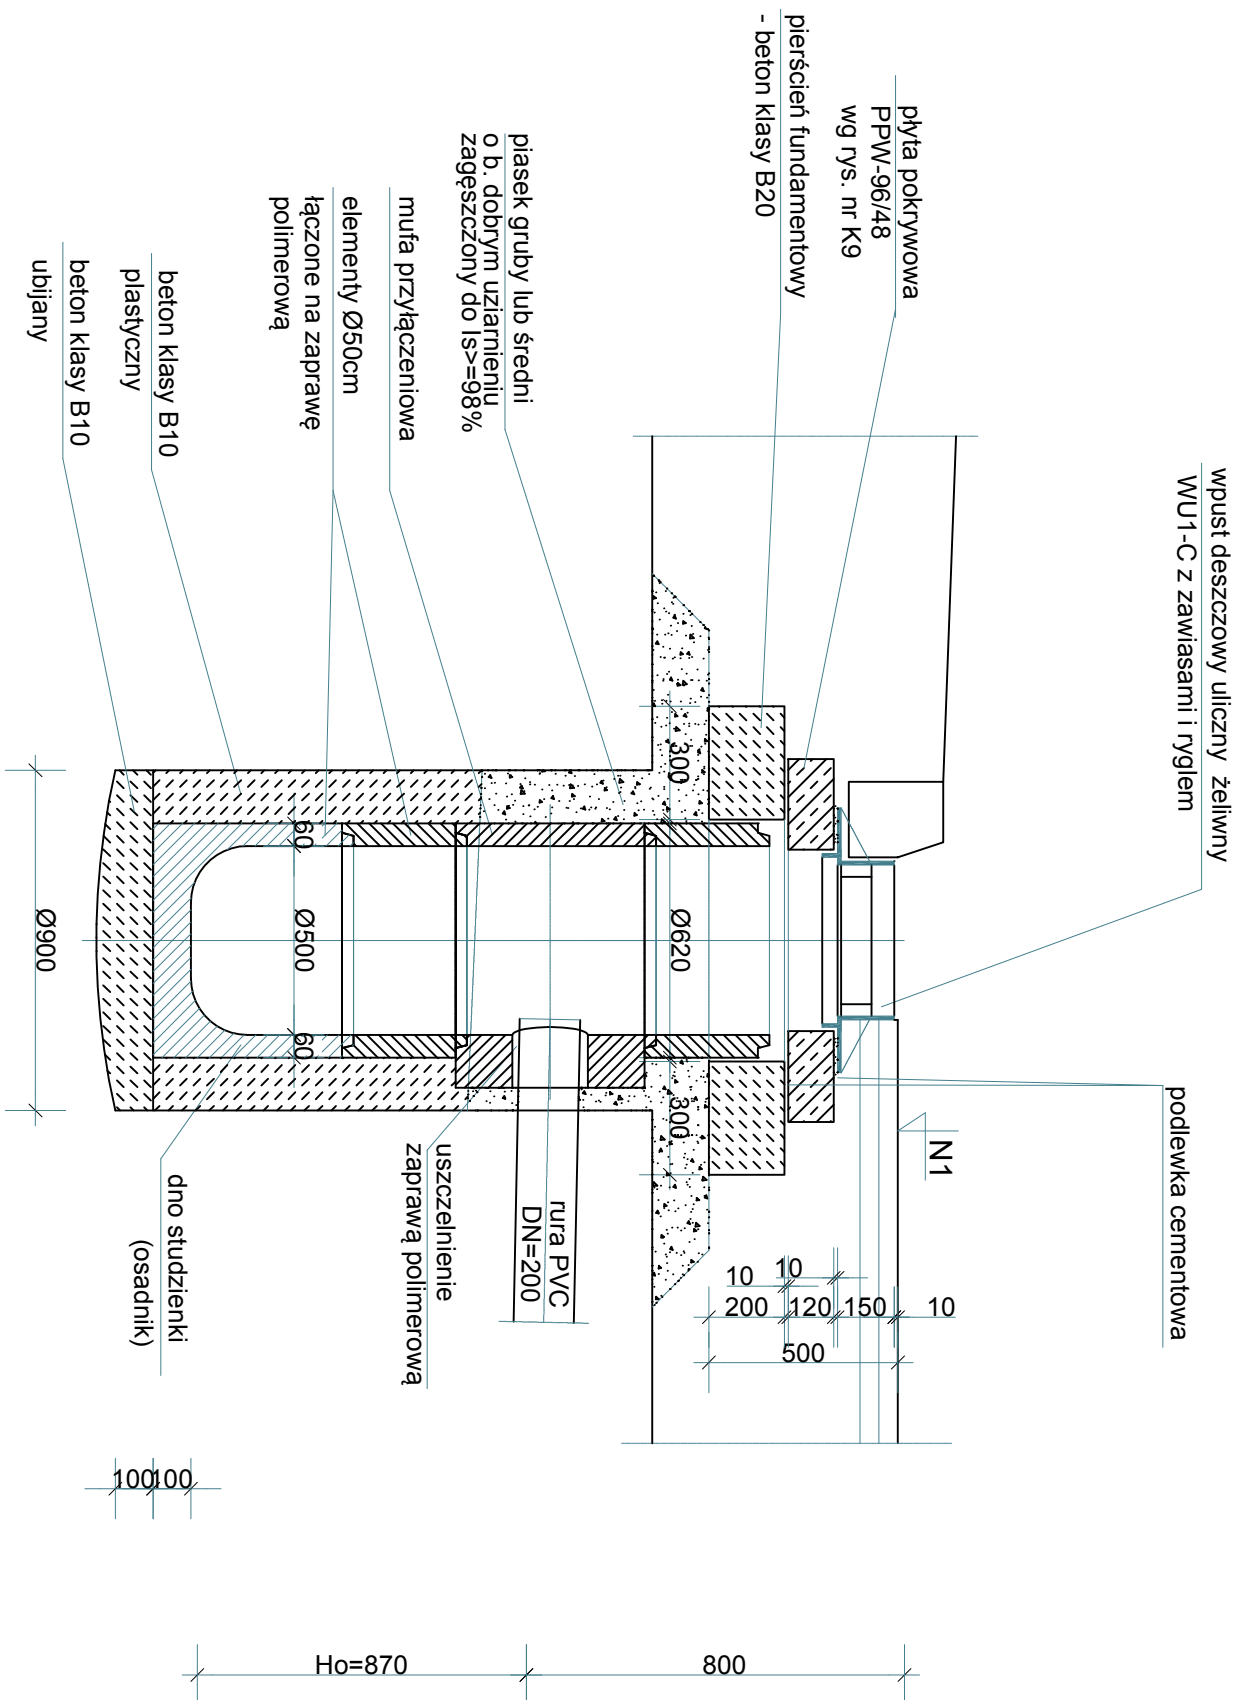 wpust deszczowy uliczny żeliwny
WU1-C z zawiasami i ryglem
płyta pokrywowa
PPW-96/48
wg rys. nr K9
pierścień fundamentowy
- beton klasy B20
piasek gruby lub średni
o b. dobrym uziarnieniu
zagęszczony do Is>=98%
mufa przyłączeniowa
elementy Ø50cm
łączone na zaprawę
polimerową
beton klasy B10
plastyczny
beton klasy B10
ubijany
podlewka cementowa
N1
rura PVC
DN=200
uszczelnienie
zaprawą polimerową
dno studzienki
(osadnik)
300
Ø620
300
60
Ø500
60
Ø900
10
10
200
120
150
10
500
100
100
Ho=870
800